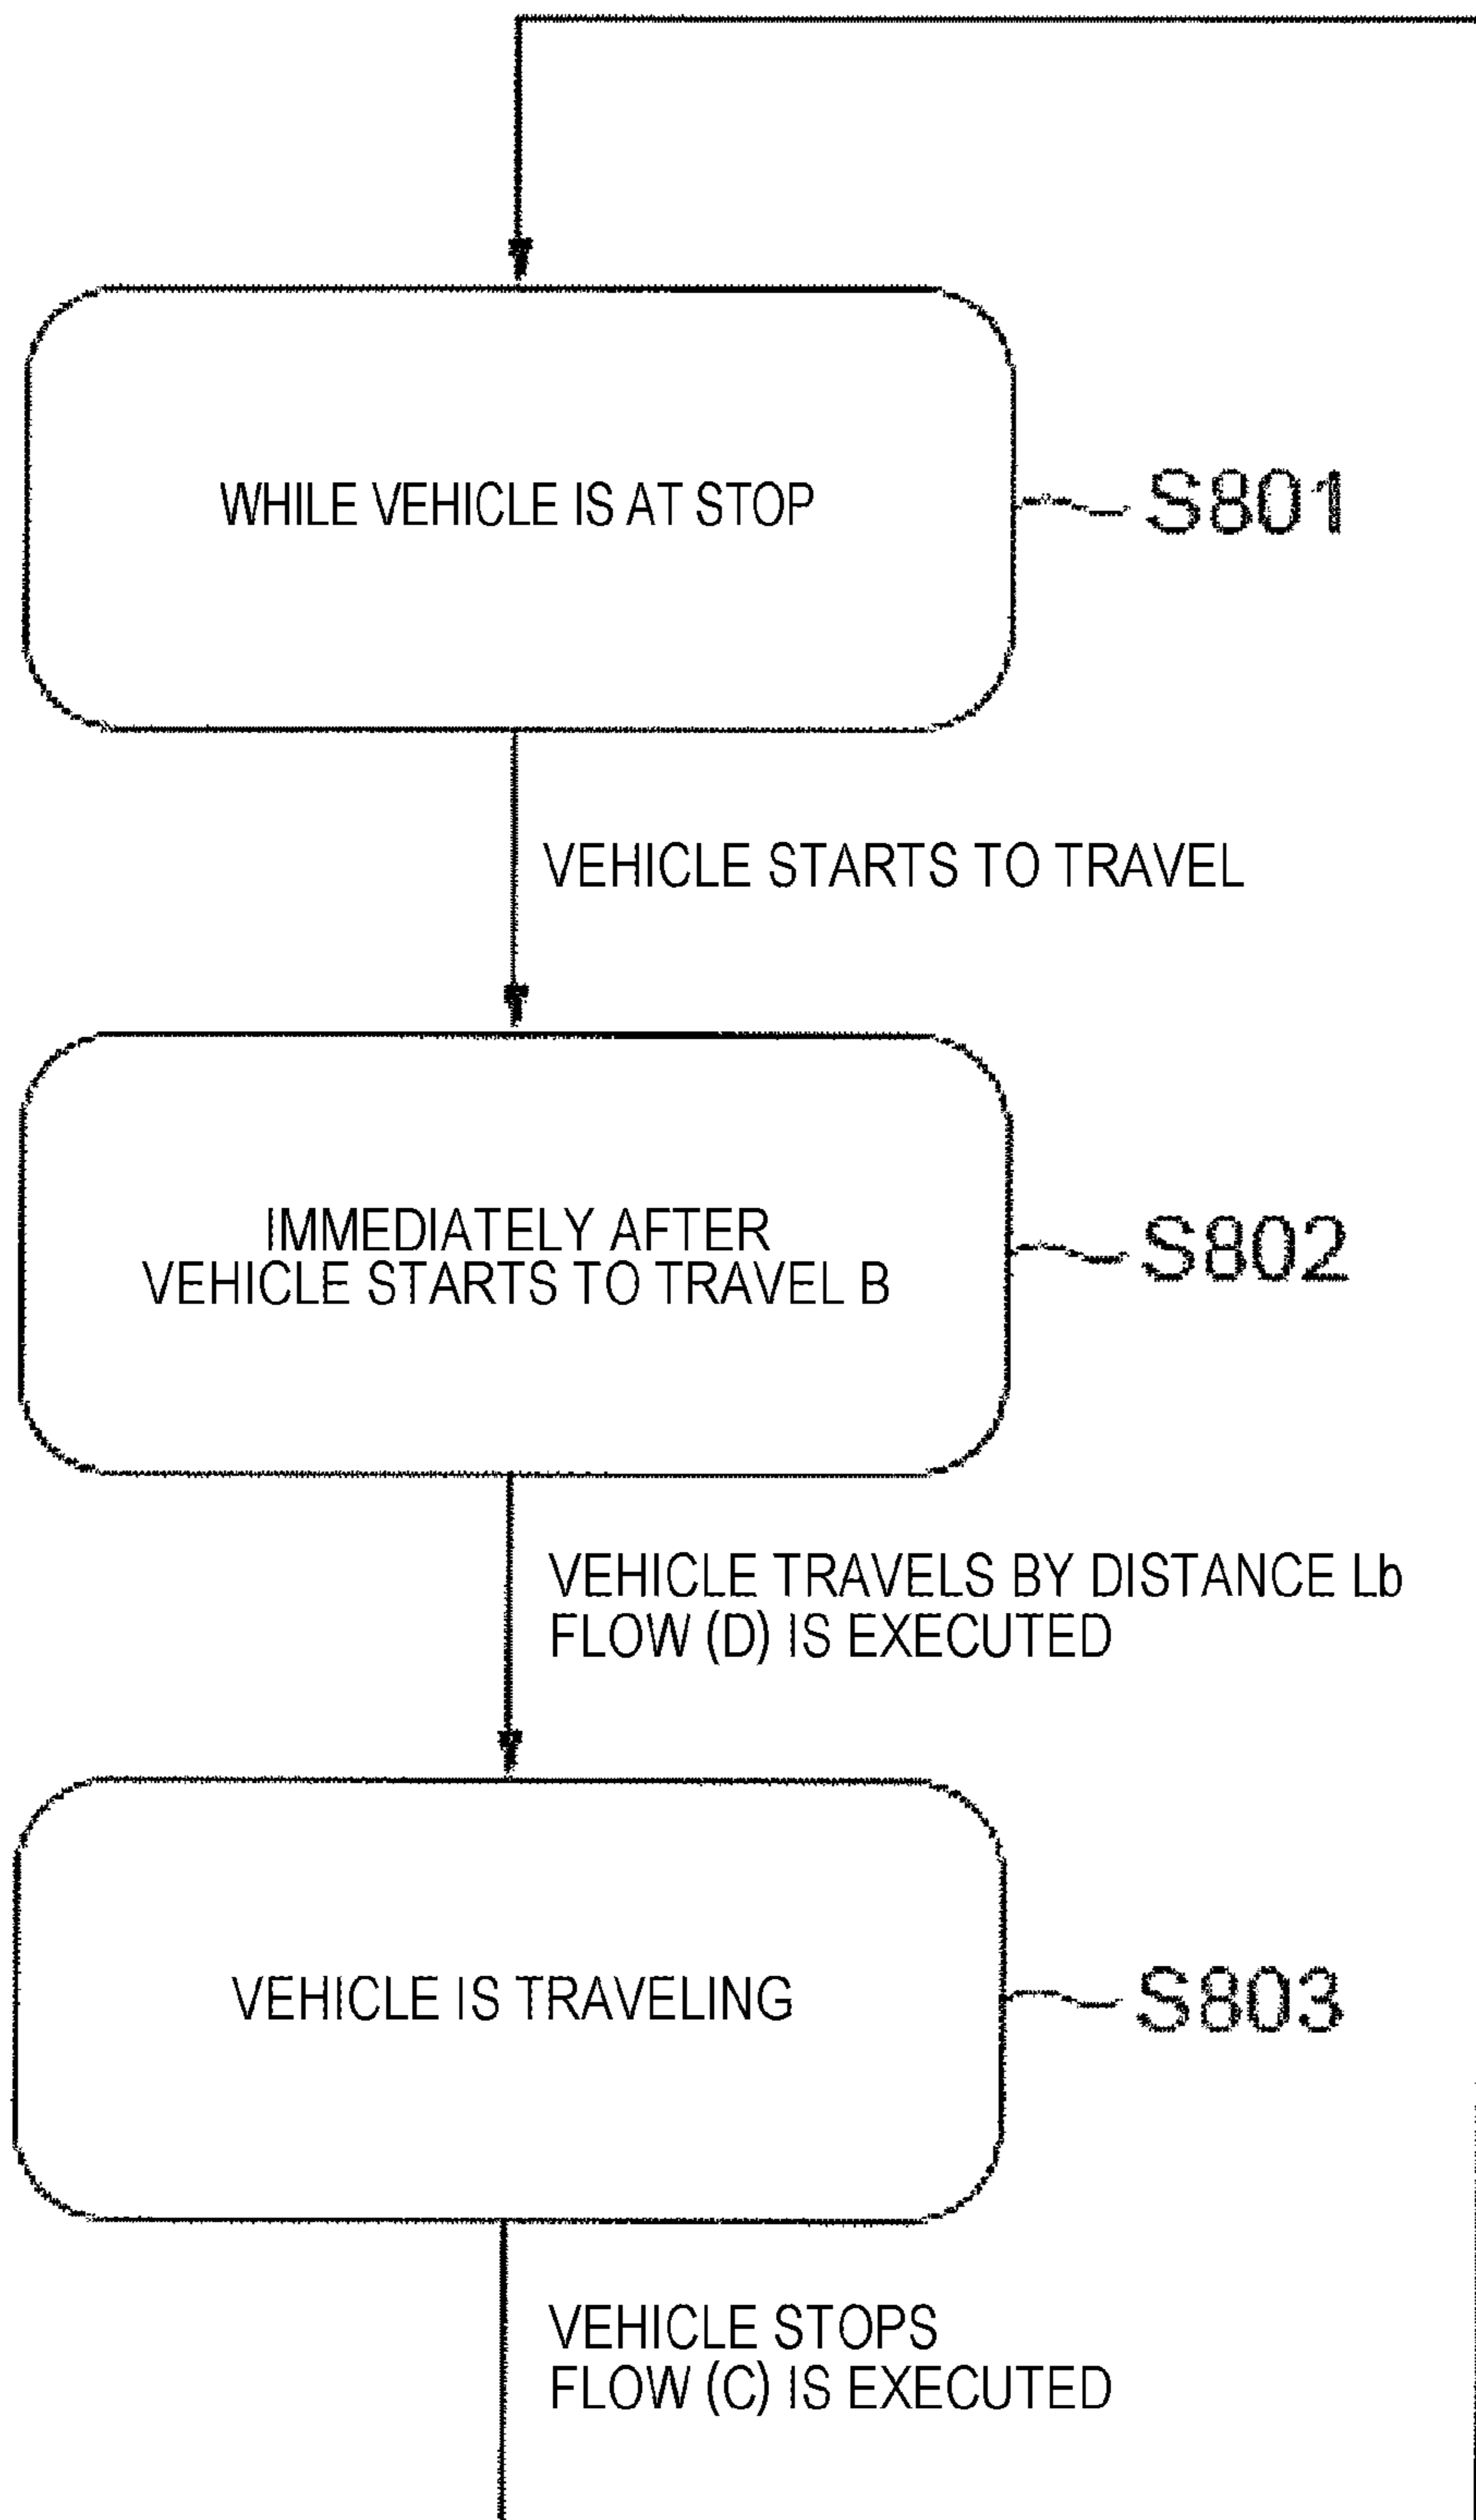 WHILE VEHICLE IS AT STOP
S801
VEHICLE STARTS TO TRAVEL
IMMEDIATELY AFTER
VEHICLE STARTS TO TRAVEL B
S802
VEHICLE TRAVELS BY DISTANCE Lb
FLOW (D) IS EXECUTED
VEHICLE IS TRAVELING
S803
VEHICLE STOPS
FLOW (C) IS EXECUTED